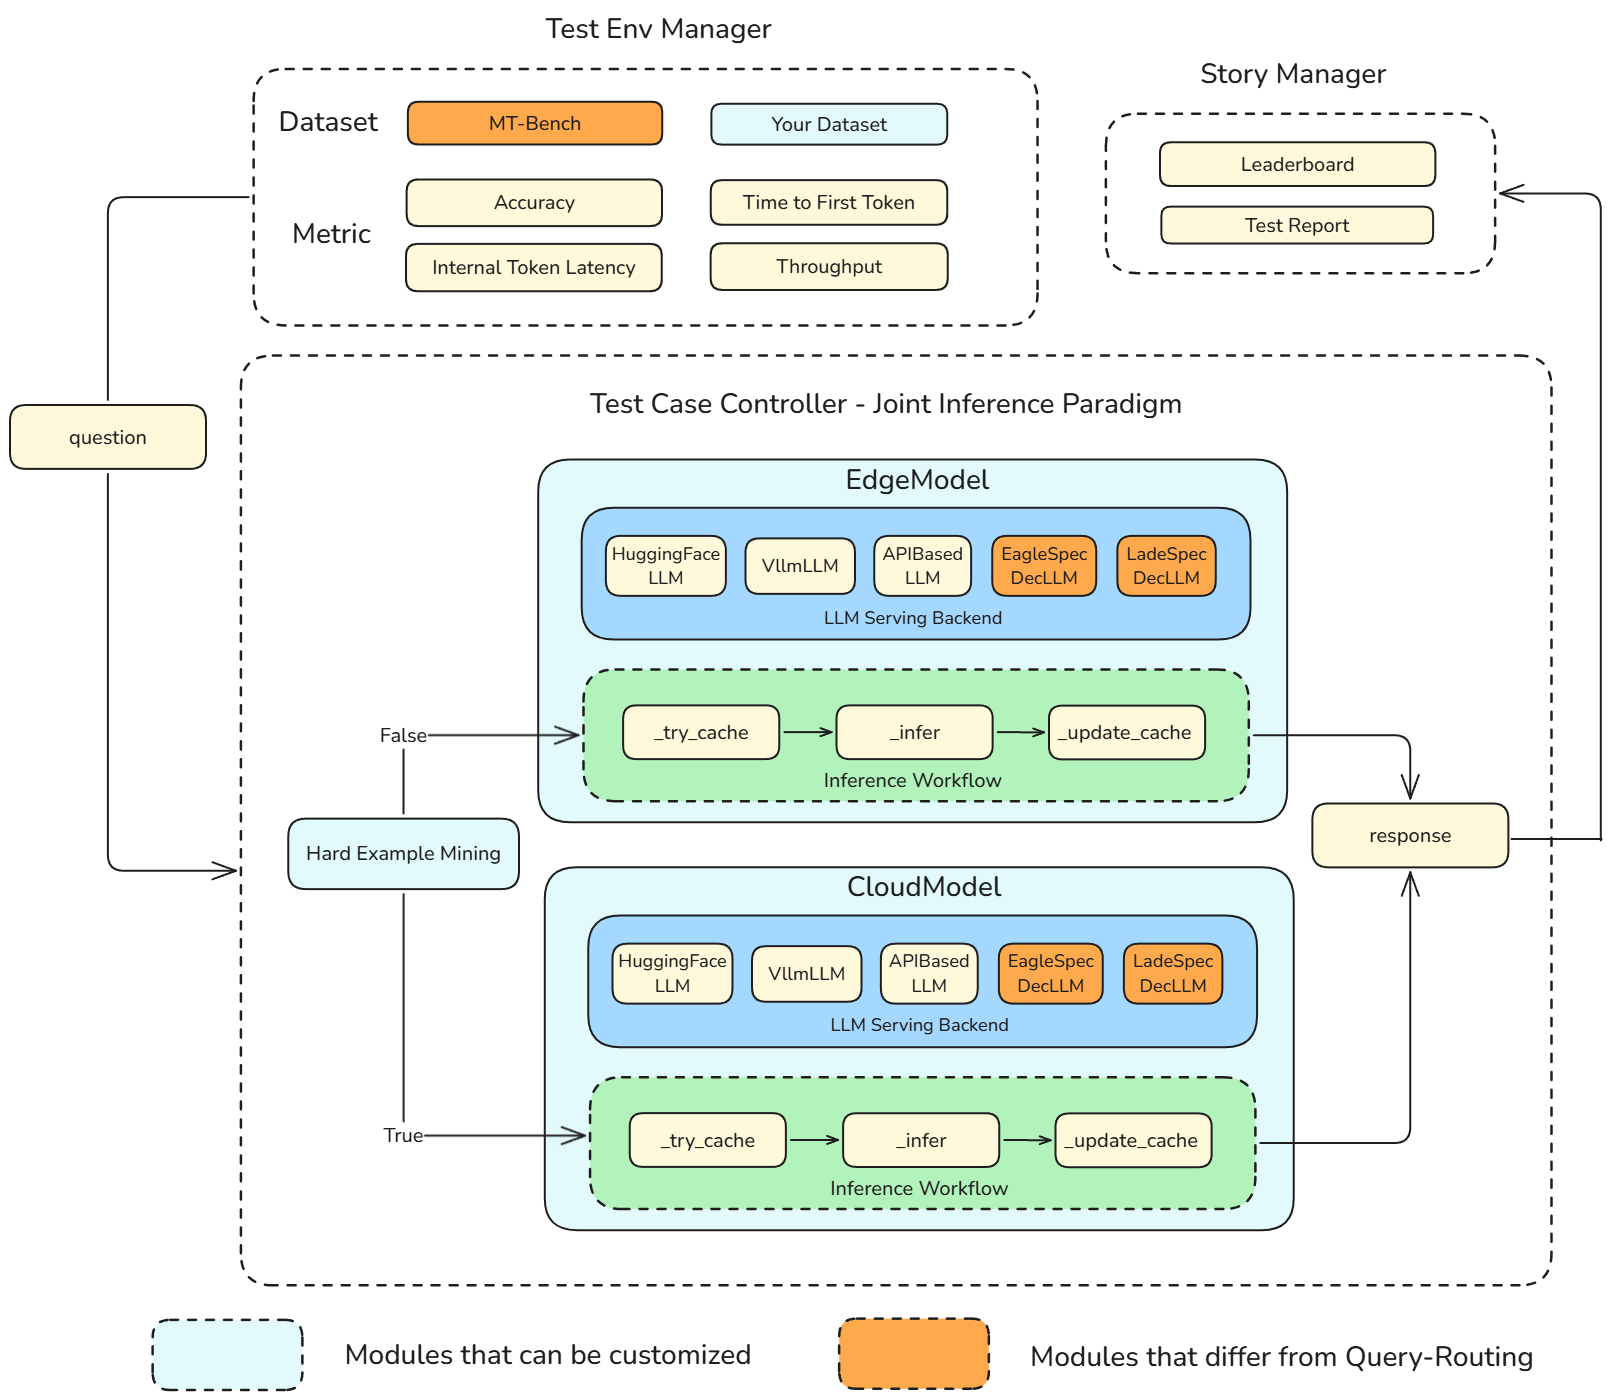 Test Env Manager
Story Manager
Dataset
MT-Bench
Your Dataset
Metric
Accuracy
Time to First Token
Internal Token Latency
Throughput
Leaderboard
Test Report
question
Test Case Controller - Joint Inference Paradigm
EdgeModel
HuggingFace
LLM
VllmLLM
APIBased
LLM
EagleSpec
DecLLM
LadeSpec
DecLLM
LLM Serving Backend
False
_try_cache
_infer
_update_cache
Inference Workflow
Hard Example Mining
response
CloudModel
HuggingFace
LLM
VllmLLM
APIBased
LLM
EagleSpec
DecLLM
LadeSpec
DecLLM
LLM Serving Backend
True
_try_cache
_infer
_update_cache
Inference Workflow
Modules that can be customized
Modules that differ from Query-Routing